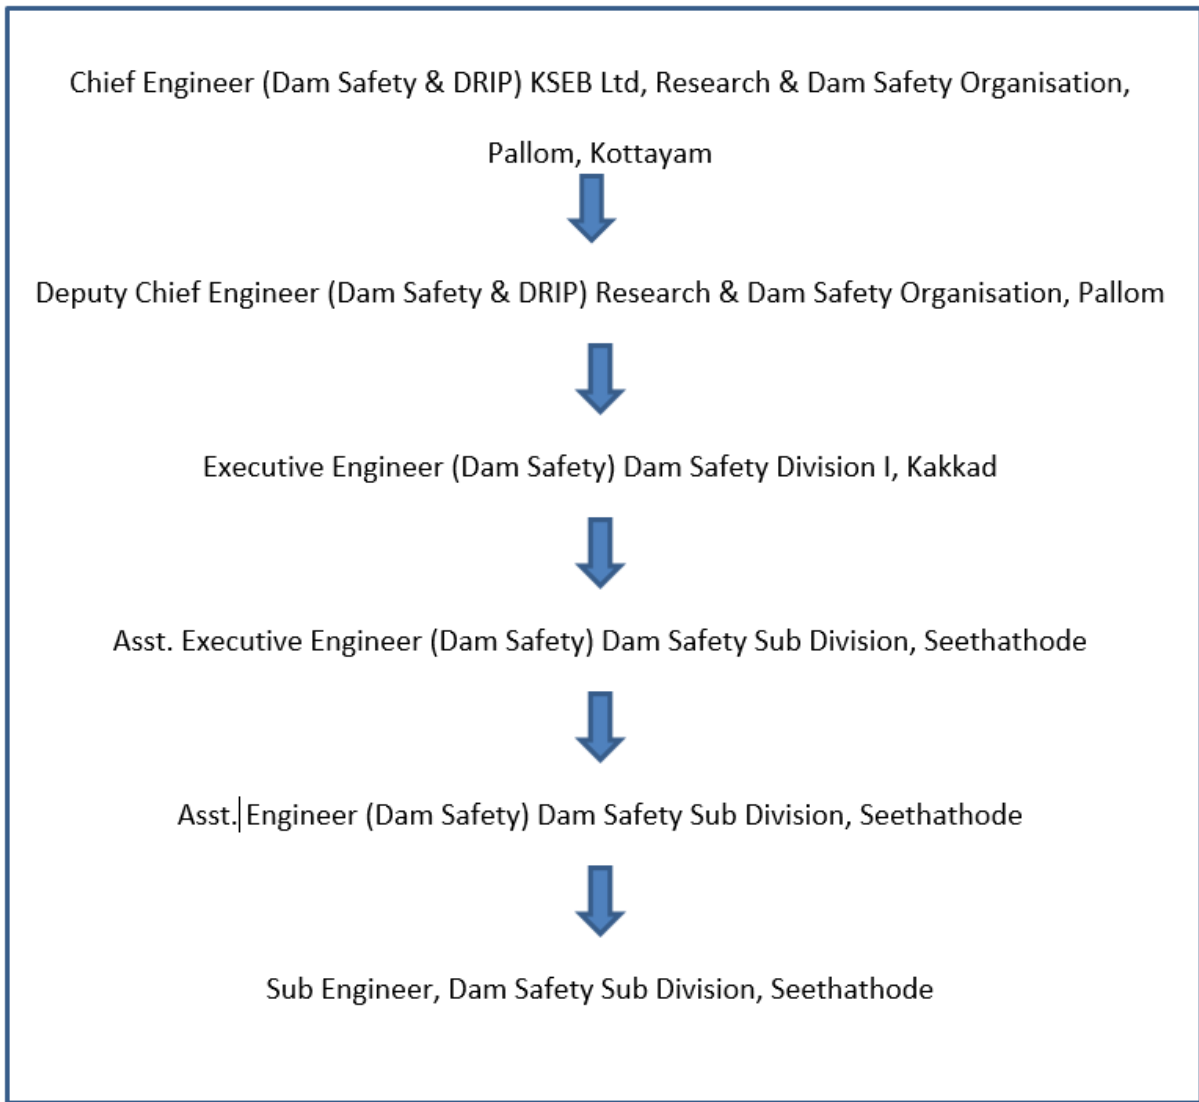 Chief Engineer (Dam Safety & DRIP) KSEB Ltd, Research & Dam Safety Organisation,
Pallom, Kottayam
Deputy Chief Engineer (Dam Safety & DRIP) Research & Dam Safety Organisation, Pallom
Executive Engineer (Dam Safety) Dam Safety Division I, Kakkad
Asst. Executive Engineer (Dam Safety) Dam Safety Sub Division, Seethathode
Asst. Engineer (Dam Safety) Dam Safety Sub Division, Seethathode
Sub Engineer, Dam Safety Sub Division, Seethathode